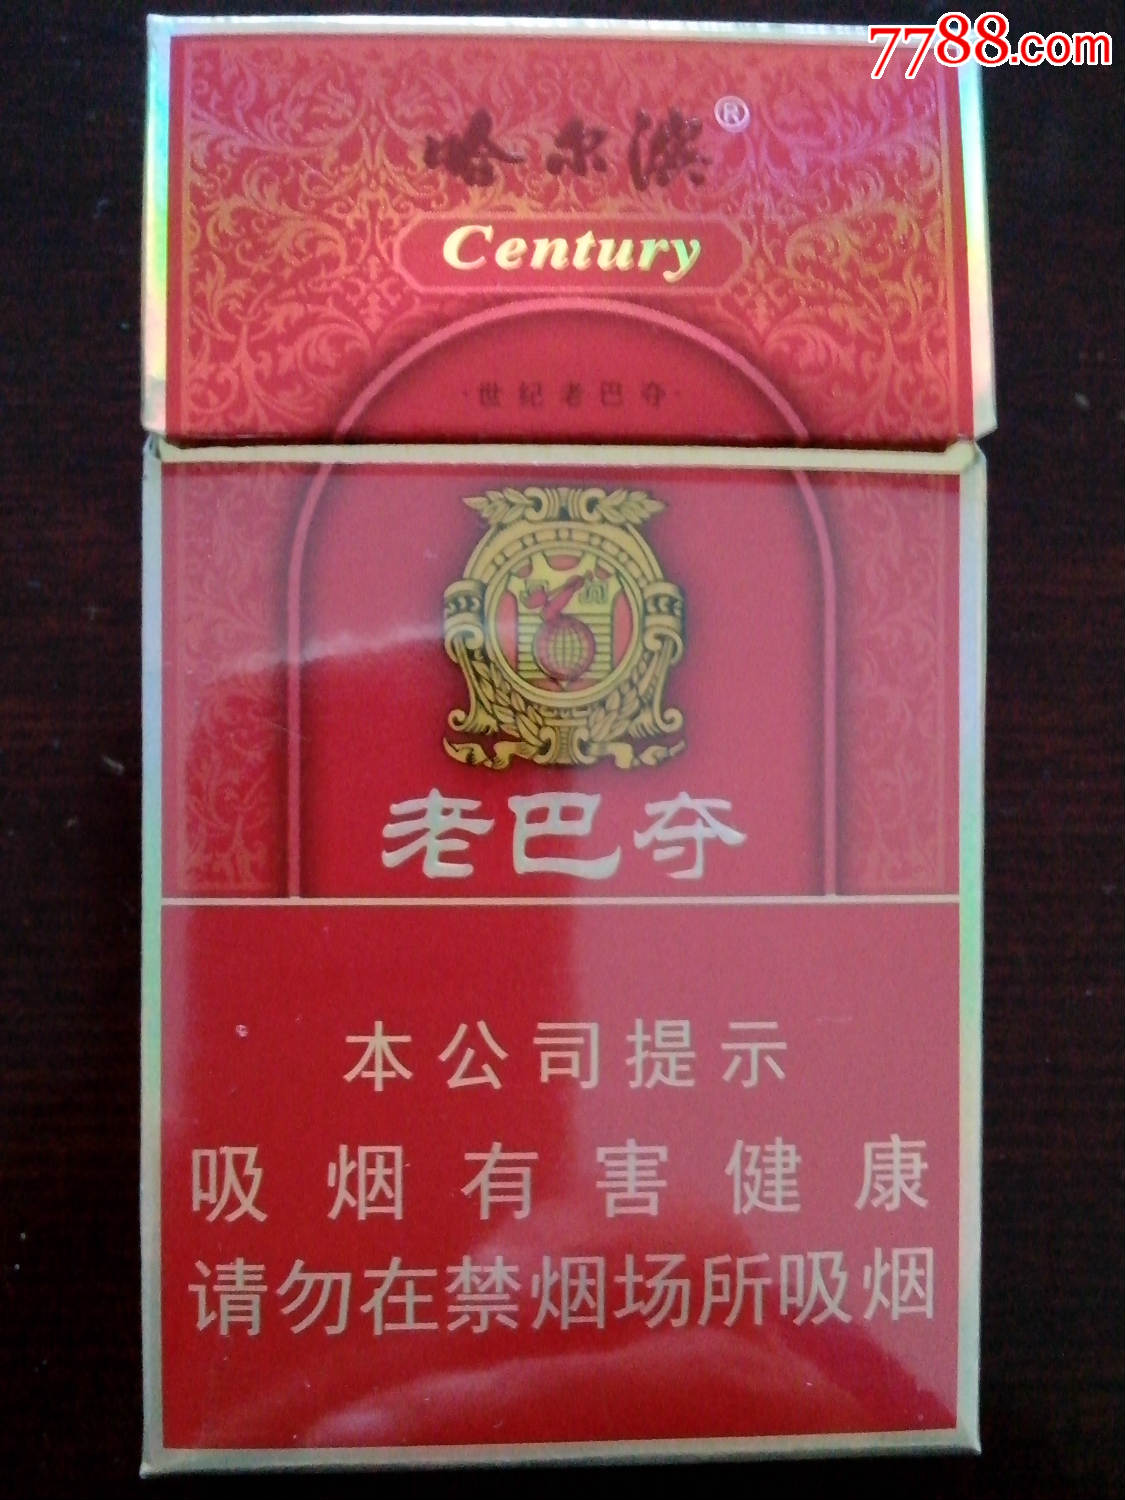 7788.com
哈尔滨®
Century
·世纪老巴夺·
老巴夺
本公司提示
吸烟有害健康
请勿在禁烟场所吸烟